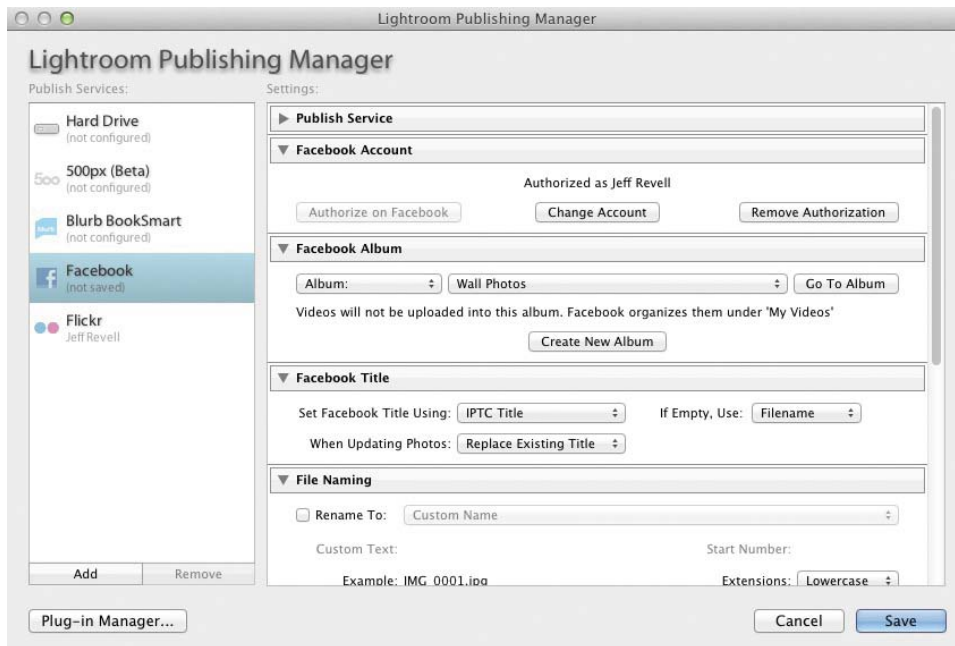 Lightroom Publishing Manager
Lightroom Publishing Manager
Publish Services:
Hard Drive
(not configured)
500px (Beta)
(not configured)
Blurb BookSmart
(not configured)
Facebook
(not saved)
Flickr
Jeff Revell
Add Remove
Settings:
Publish Service
Facebook Account
Authorized as Jeff Revell
Authorize on Facebook Change Account Remove Authorization
Facebook Album
Album: Wall Photos Go To Album
Videos will not be uploaded into this album. Facebook organizes them under 'My Videos'
Create New Album
Facebook Title
Set Facebook Title Using: IPTC Title If Empty, Use: Filename
When Updating Photos: Replace Existing Title
File Naming
Rename To: Custom Name
Custom Text: Start Number:
Example: IMG_0001.jpg Extensions: Lowercase
Plug-in Manager... Cancel Save